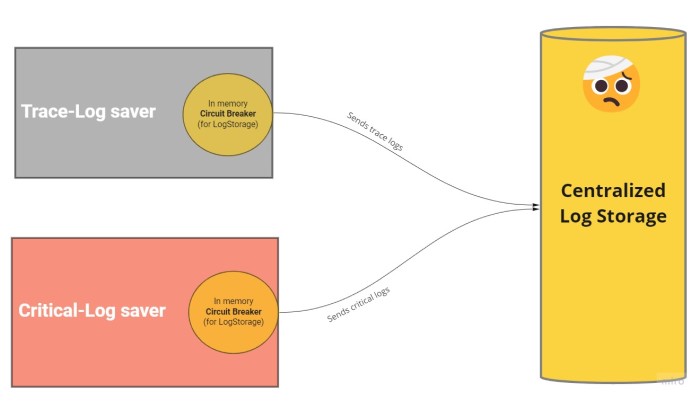 Trace-Log saver
In memory
Circuit Breaker
(for LogStorage)
Sends trace logs
Centralized
Log Storage
Critical-Log saver
In memory
Circuit Breaker
(for LogStorage)
Sends critical logs
miro